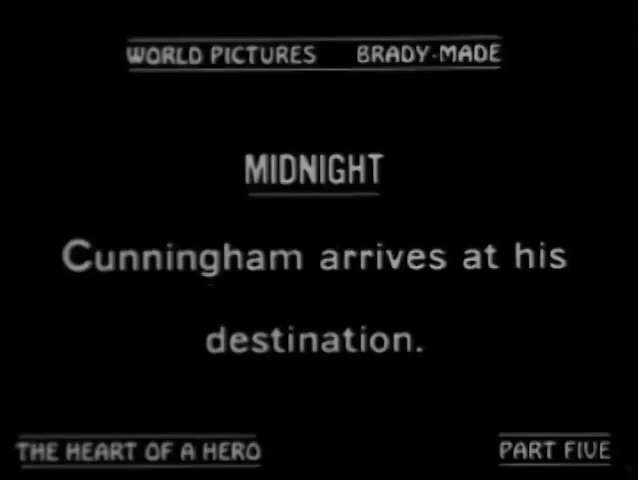 WORLD PICTURES BRADY-MADE
MIDNIGHT
Cunningham arrives at his
destination.
THE HEART OF A HERO PART FIVE